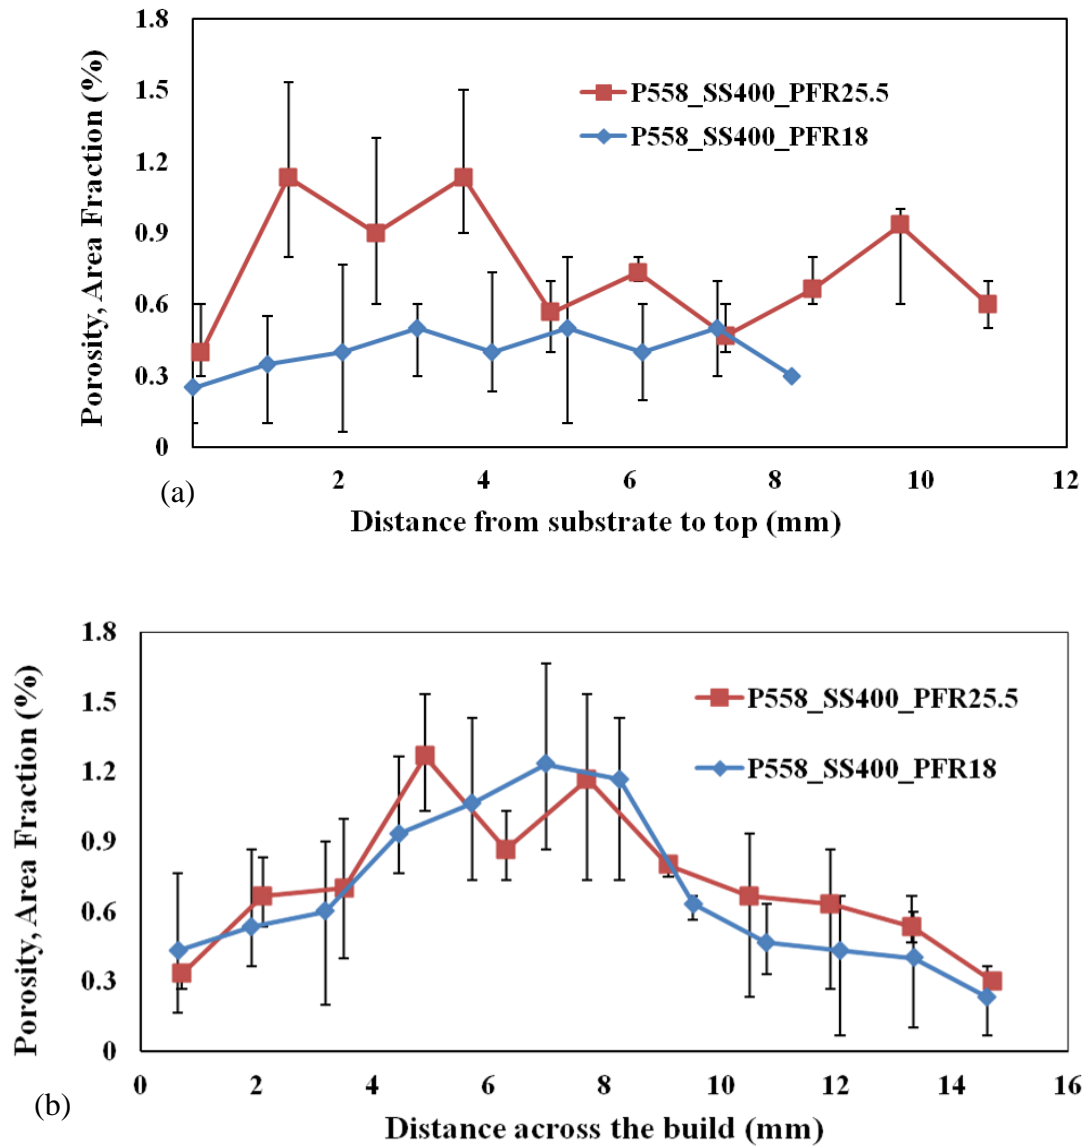 1.8
1.5
1.2
0.9
0.6
0.3
0
Porosity, Area Fraction (%)
P558_SS400_PFR25.5
P558_SS400_PFR18
2 4 6 8 10 12
(a)
Distance from substrate to top (mm)
1.8
1.5
1.2
0.9
0.6
0.3
0
Porosity, Area Fraction (%)
P558_SS400_PFR25.5
P558_SS400_PFR18
0 2 4 6 8 10 12 14 16
(b)
Distance across the build (mm)